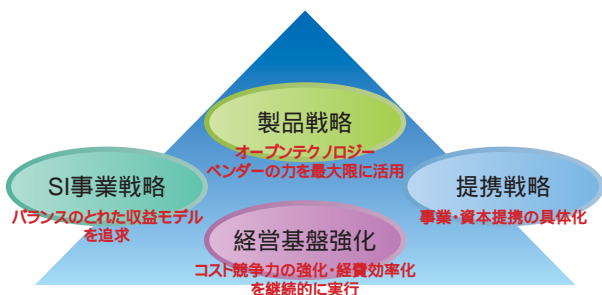 製品戦略
オープンテクノロジー
ベンダーの力を最大限に活用
SI事業戦略
バランスのとれた収益モデル
を追求
提携戦略
事業・資本提携の具体化
経営基盤強化
コスト競争力の強化・経費効率化
を継続的に実行